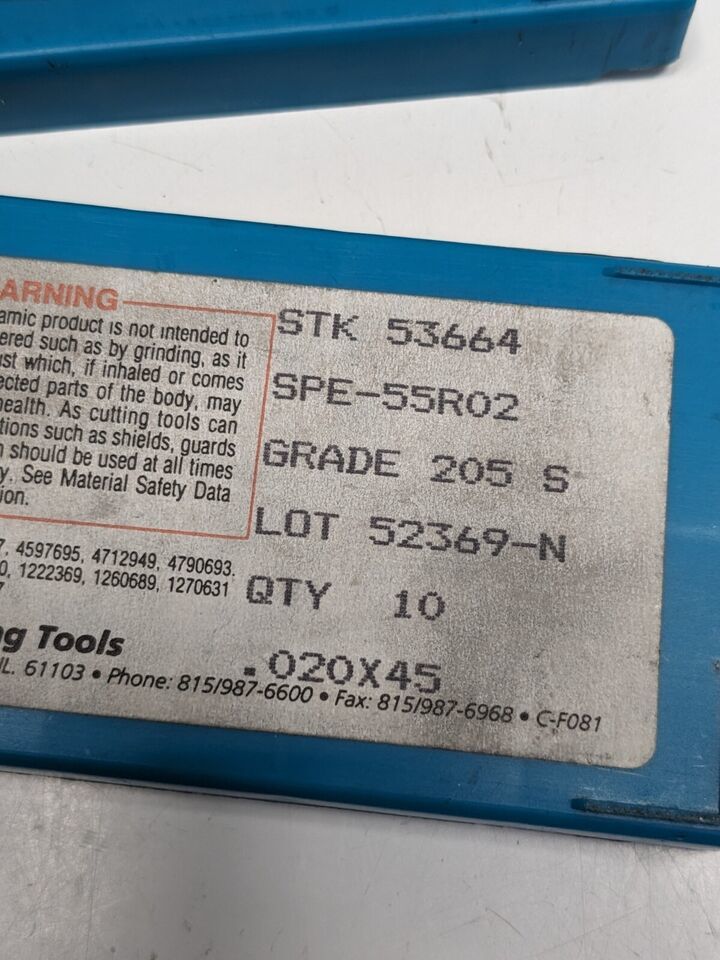 ARNING
amic product is not intended to
ered such as by grinding, as it
ust which, if inhaled or comes
ected parts of the body, may
health. As cutting tools can
tions such as shields, guards
n should be used at all times
y. See Material Safety Data
ion.
7, 4597695, 4712949, 4790693.
0, 1222369, 1260689, 1270631
7
ng Tools
IL. 61103 • Phone: 815/987-6600 • Fax: 815/987-6968 • C-F081
STK 53664
SPE-55R02
GRADE 205 S
LOT 52369-N
QTY 10
.020X45